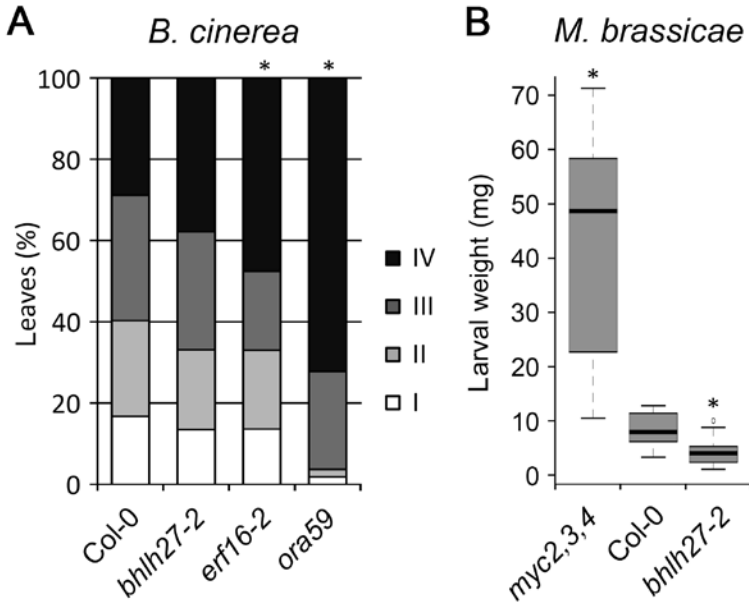 A
B. cinerea
* *
100
80
60
40
20
0
Leaves (%)
Col-0
bhlh27-2
erf16-2
ora59
IV
III
II
I
B
M. brassicae
*
*
70
60
50
40
30
20
10
0
Larval weight (mg)
myc2,3,4
Col-0
bhlh27-2